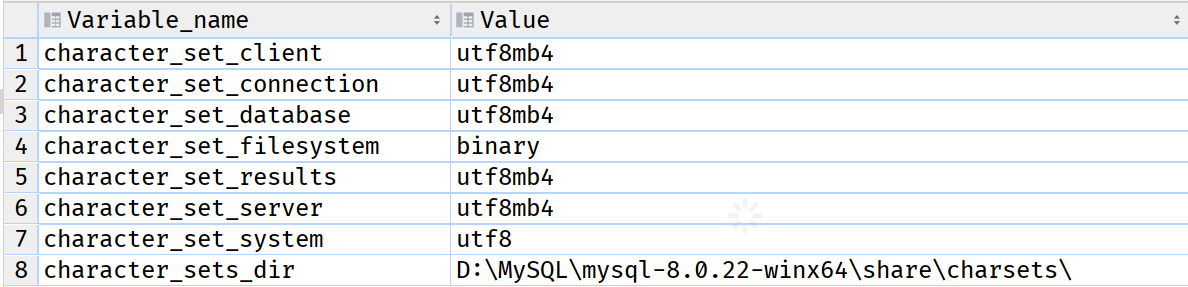 Variable_name Value
1 character_set_client utf8mb4
2 character_set_connection utf8mb4
3 character_set_database utf8mb4
4 character_set_filesystem binary
5 character_set_results utf8mb4
6 character_set_server utf8mb4
7 character_set_system utf8
8 character_sets_dir D:\MySQL\mysql-8.0.22-winx64\share\charsets\